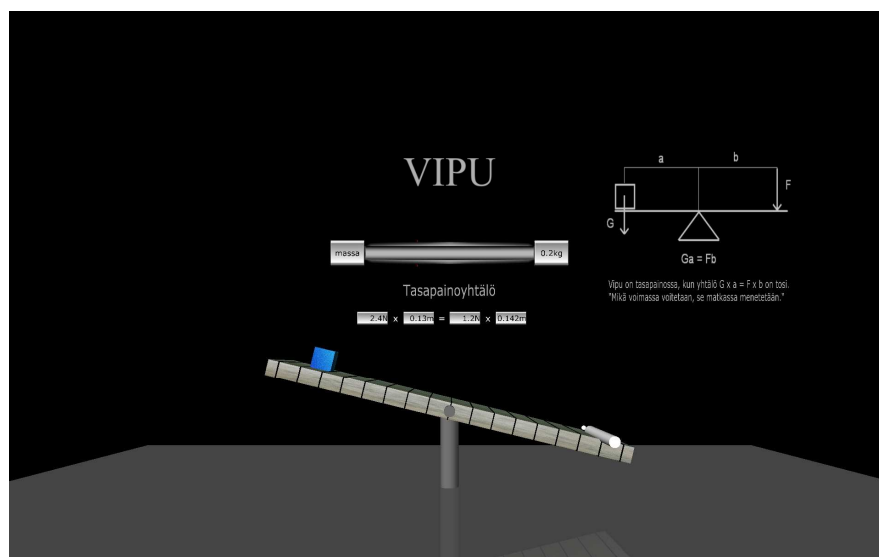 VIPU
a
b
F
G
Ga = Fb
massa
0.2kg
Vipu on tasapainossa, kun yhtälö G x a = F x b on tosi.
"Mikä voimassa voitetaan, se matkassa menetetään."
Tasapainoyhtälö
2.4N x 0.13m = 1.2N x 0.142m